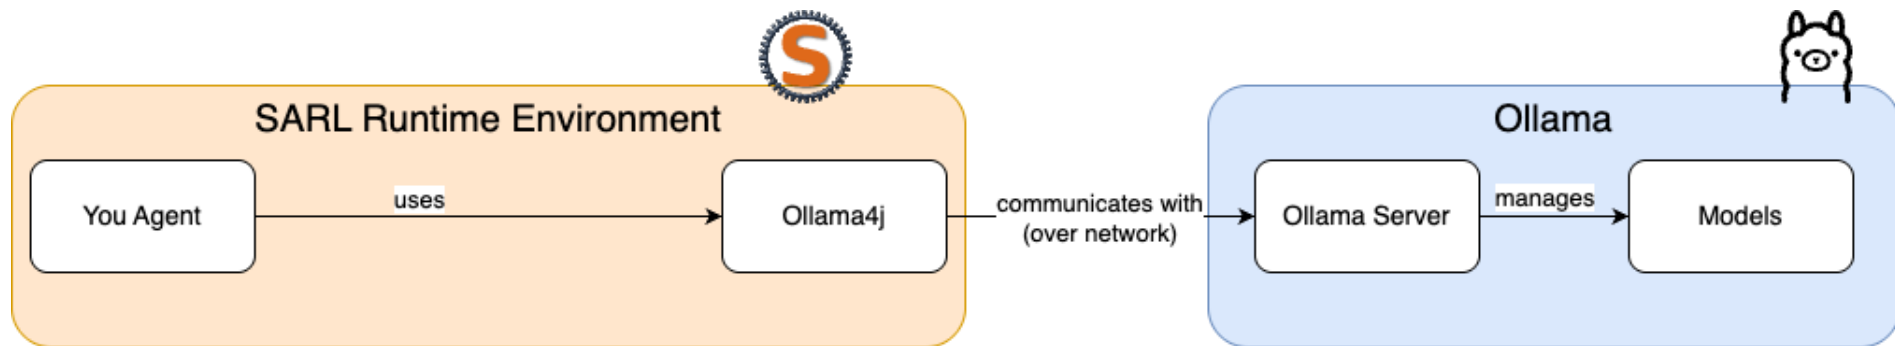 S
SARL Runtime Environment
Ollama
You Agent
uses
Ollama4j
communicates with
(over network)
Ollama Server
manages
Models